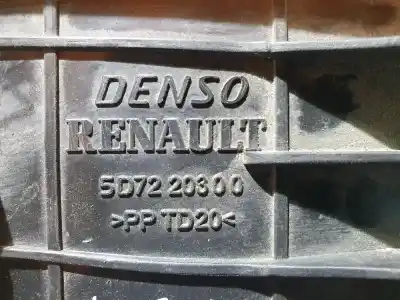 DENSO
RENAULT
5D72 20300
>PP TD20<